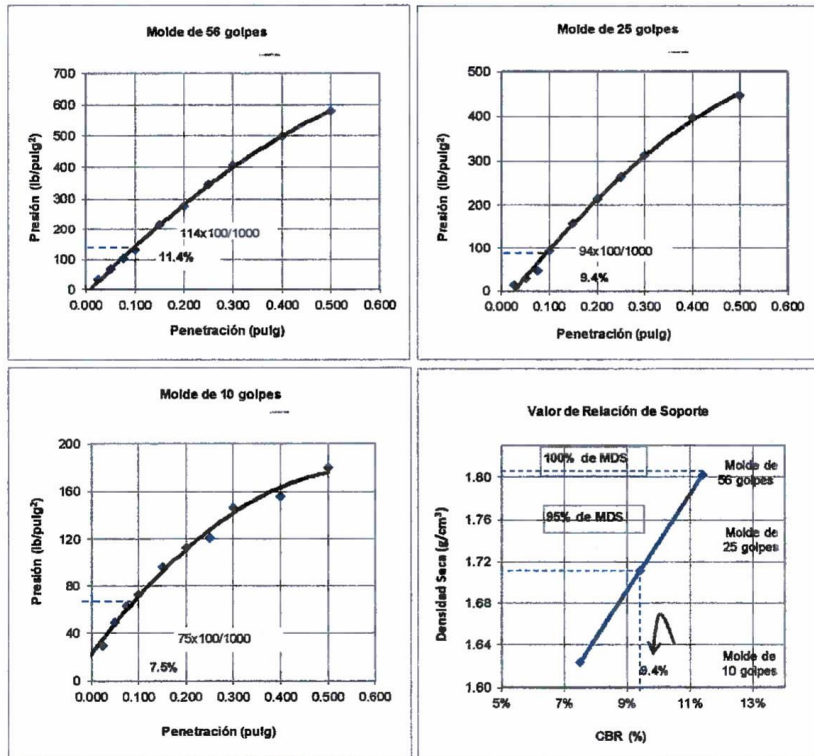 Molde de 56 golpes
700
600
500
400
300
200
100
0
Presión (lb/pulg²)
114x100/1000
11.4%
0.000 0.100 0.200 0.300 0.400 0.500 0.600
Penetración (pulg)
Molde de 25 golpes
500
400
300
200
100
0
Presión (lb/pulg²)
94x100/1000
9.4%
0.000 0.100 0.200 0.300 0.400 0.500 0.600
Penetración (pulg)
Molde de 10 golpes
200
160
120
80
40
0
Presión (lb/pulg²)
75x100/1000
7.5%
0.000 0.100 0.200 0.300 0.400 0.500 0.600
Penetración (pulg)
Valor de Relación de Soporte
1.80
1.76
1.72
1.68
1.64
1.60
Densidad Seca (g/cm³)
100% de MDS
95% de MDS
Molde de
56 golpes
Molde de
25 golpes
Molde de
10 golpes
9.4%
5% 7% 9% 11% 13%
CBR (%)